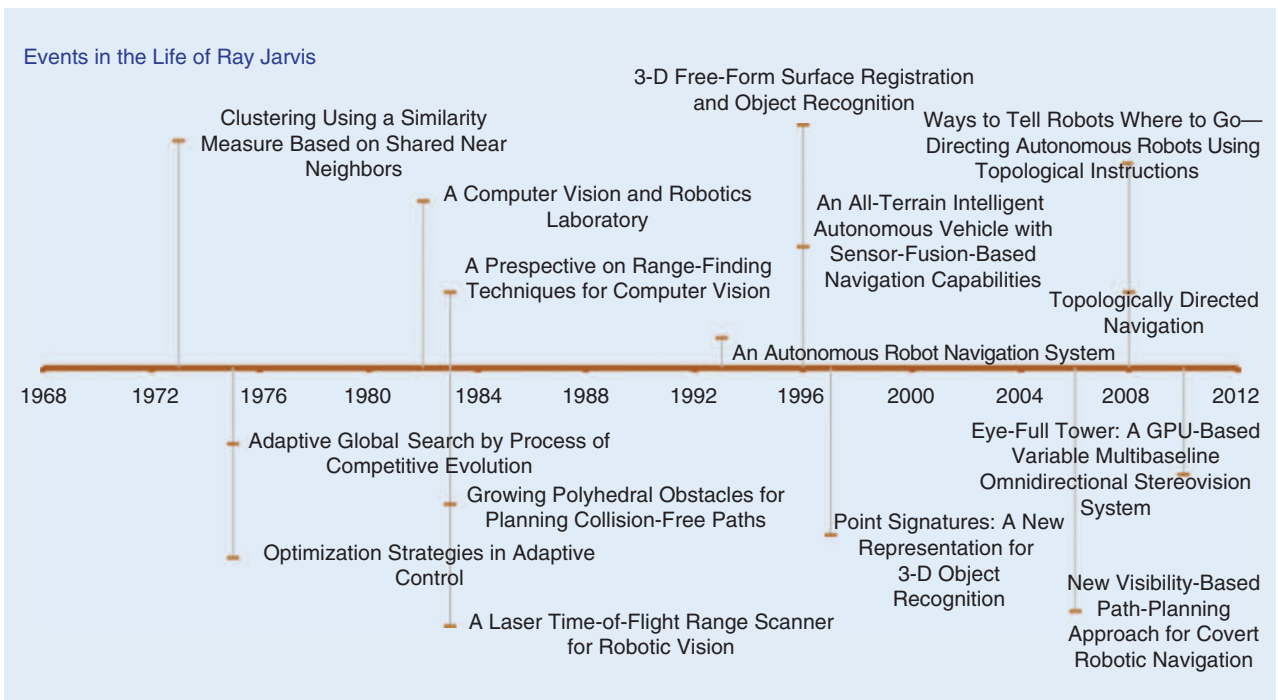 Events in the Life of Ray Jarvis
3-D Free-Form Surface Registration
and Object Recognition
Clustering Using a Similarity
Measure Based on Shared Near
Neighbors
Ways to Tell Robots Where to Go—
Directing Autonomous Robots Using
Topological Instructions
A Computer Vision and Robotics
Laboratory
An All-Terrain Intelligent
Autonomous Vehicle with
Sensor-Fusion-Based
Navigation Capabilities
A Prespective on Range-Finding
Techniques for Computer Vision
Topologically Directed
Navigation
An Autonomous Robot Navigation System
1968 1972 1976 1980 1984 1988 1992 1996 2000 2004 2008 2012
Adaptive Global Search by Process of
Competitive Evolution
Eye-Full Tower: A GPU-Based
Variable Multibaseline
Omnidirectional Stereovision
System
Growing Polyhedral Obstacles for
Planning Collision-Free Paths
Point Signatures: A New
Representation for
3-D Object
Recognition
Optimization Strategies in Adaptive
Control
New Visibility-Based
Path-Planning
Approach for Covert
Robotic Navigation
A Laser Time-of-Flight Range Scanner
for Robotic Vision